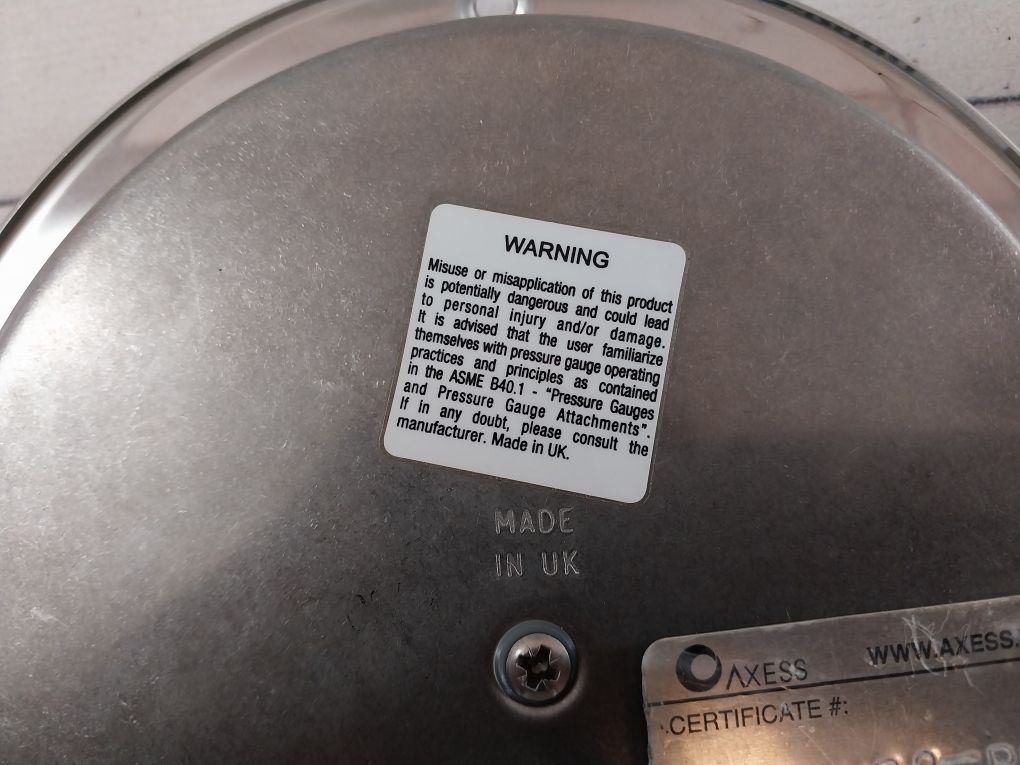 WARNING
Misuse or misapplication of this product
is potentially dangerous and could lead
to personal injury and/or damage.
It is advised that the user familiarize
themselves with pressure gauge operating
practices and principles as contained
in the ASME B40.1 - "Pressure Gauges
and Pressure Gauge Attachments".
If in any doubt, please consult the
manufacturer. Made in UK.
MADE
IN UK
AXESS WWW.AXESS.
CERTIFICATE #: